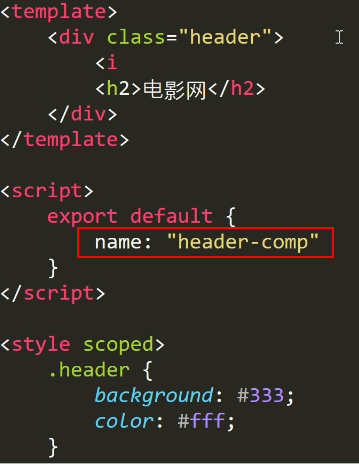 <template>
<div class="header">
<i
<h2>电影网</h2>
</div>
</template>
<script>
export default {
name: "header-comp"
}
</script>
<style scoped>
.header {
background: #333;
color: #fff;
}